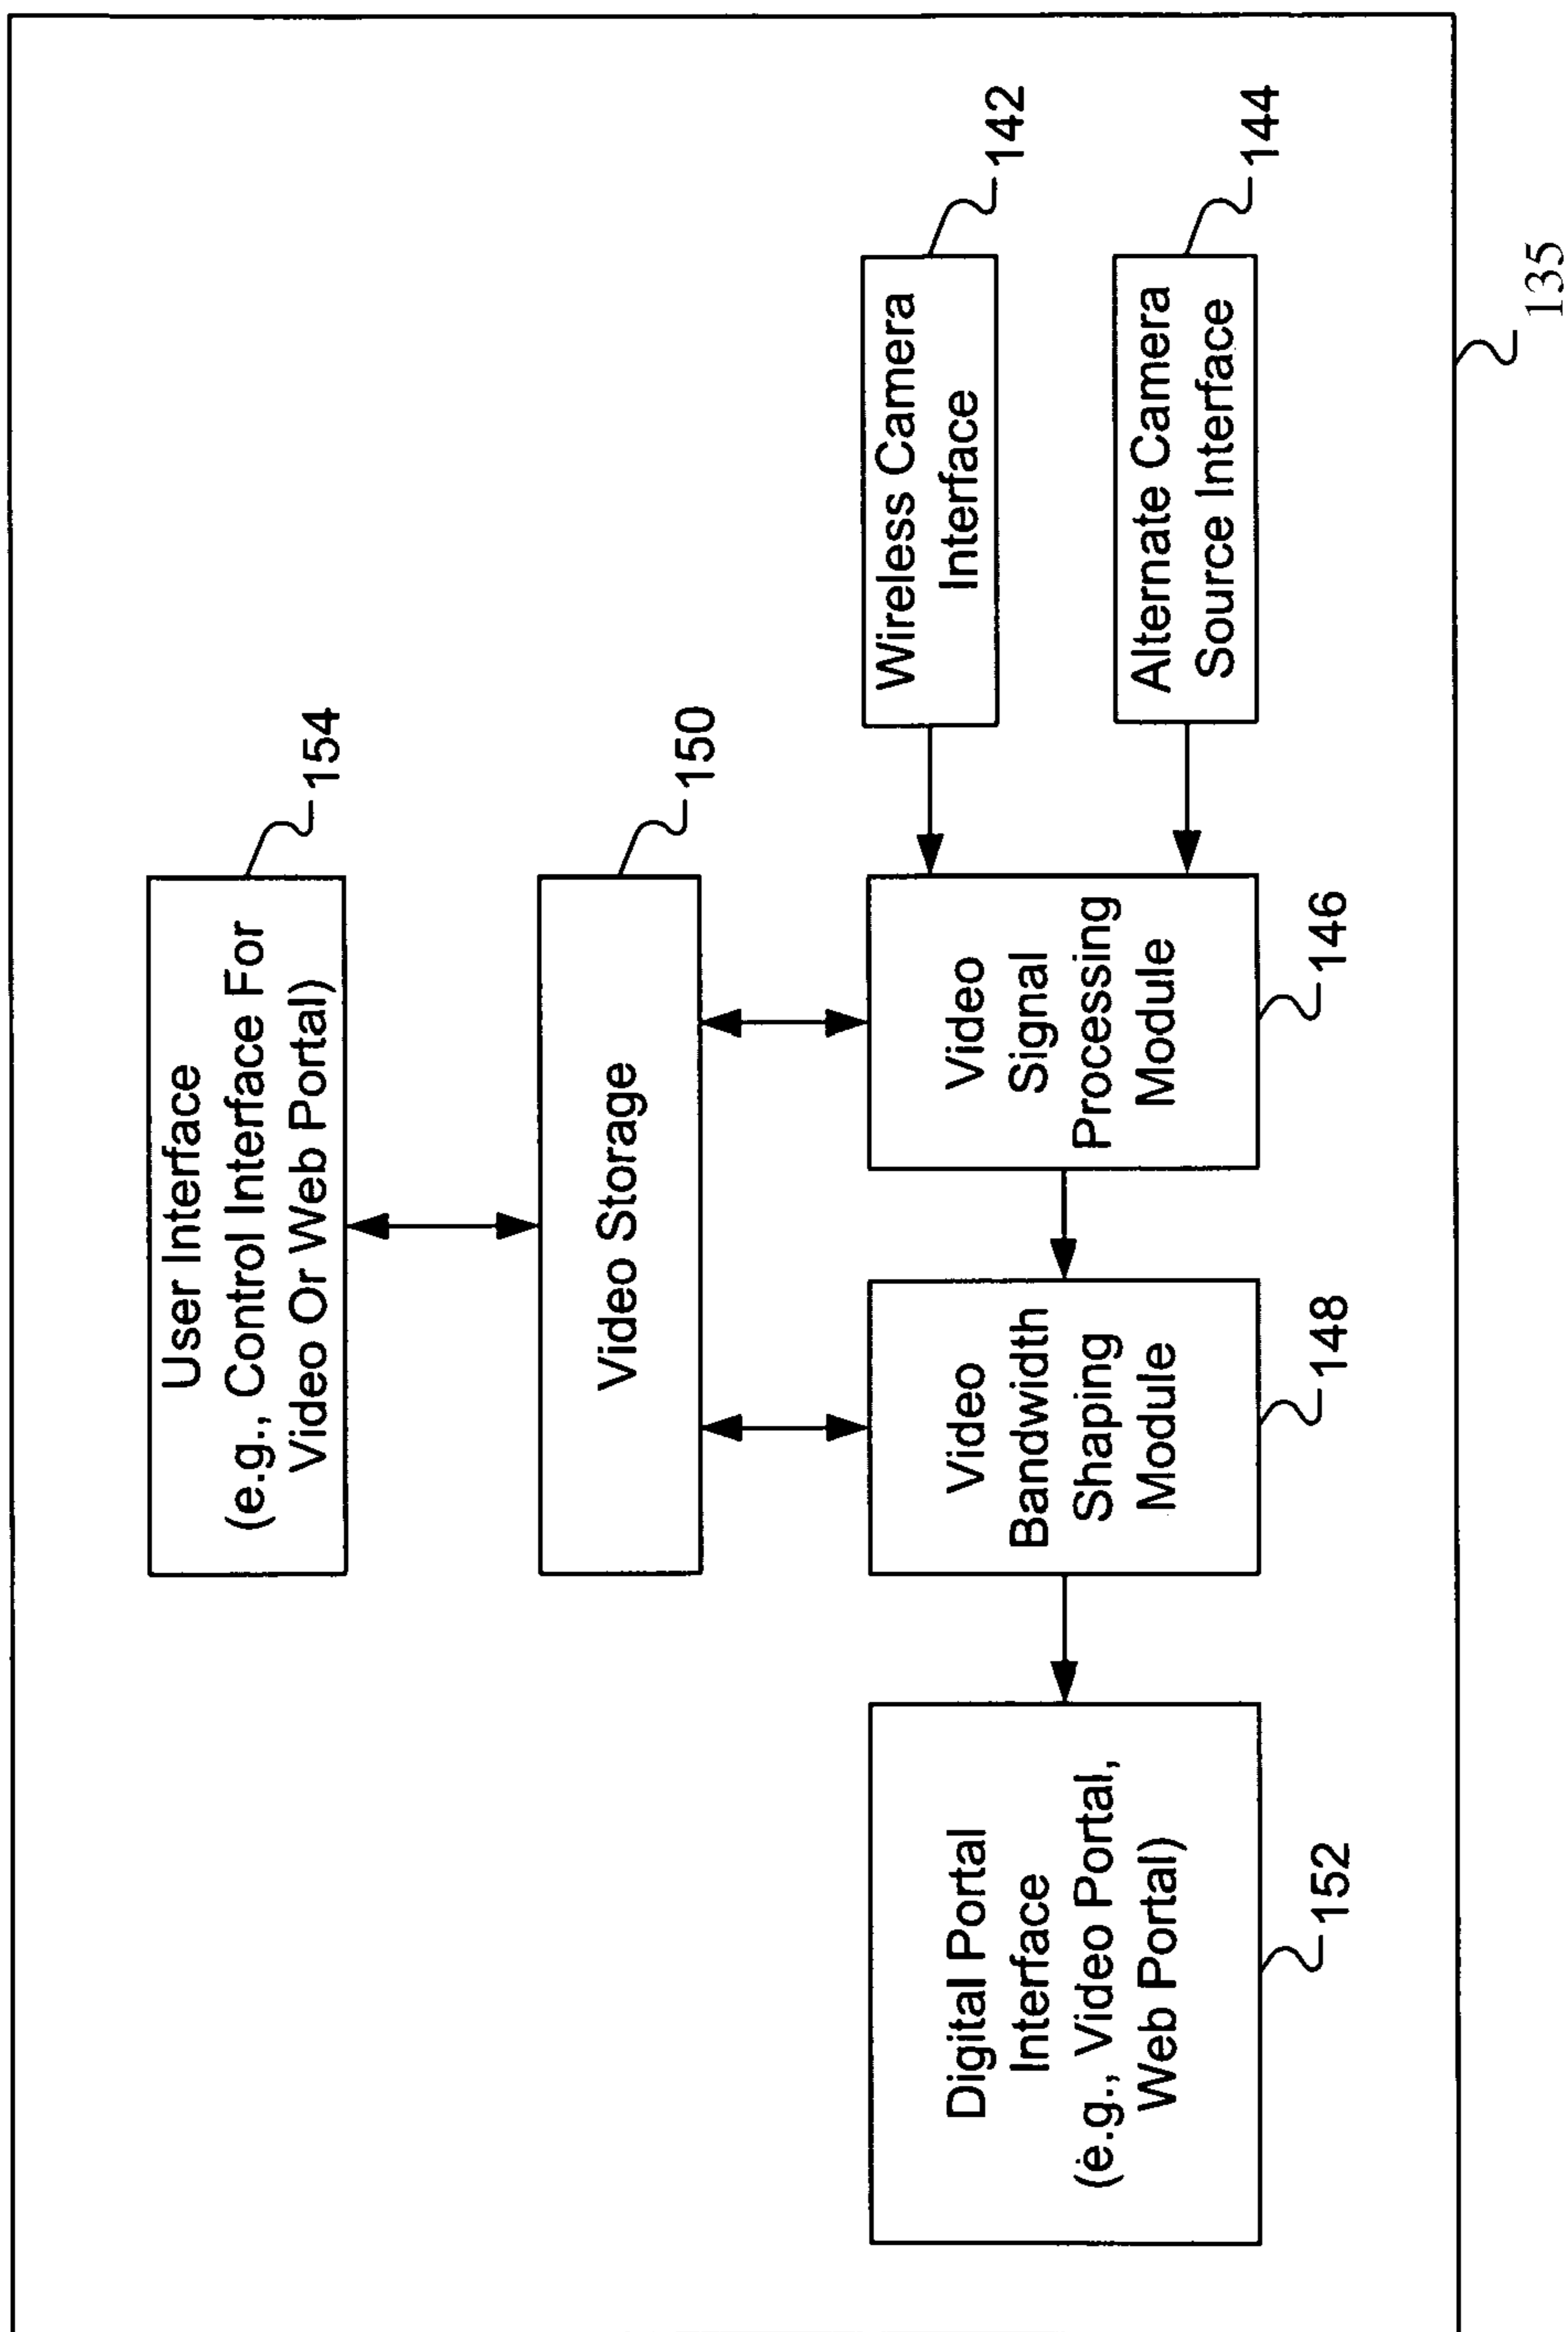 User Interface
(e.g., Control Interface For
Video Or Web Portal)
154
Video Storage
150
Digital Portal
Interface
(e.g., Video Portal,
Web Portal)
152
Video
Bandwidth
Shaping
Module
148
Video
Signal
Processing
Module
146
Wireless Camera
Interface
142
Alternate Camera
Source Interface
144
135